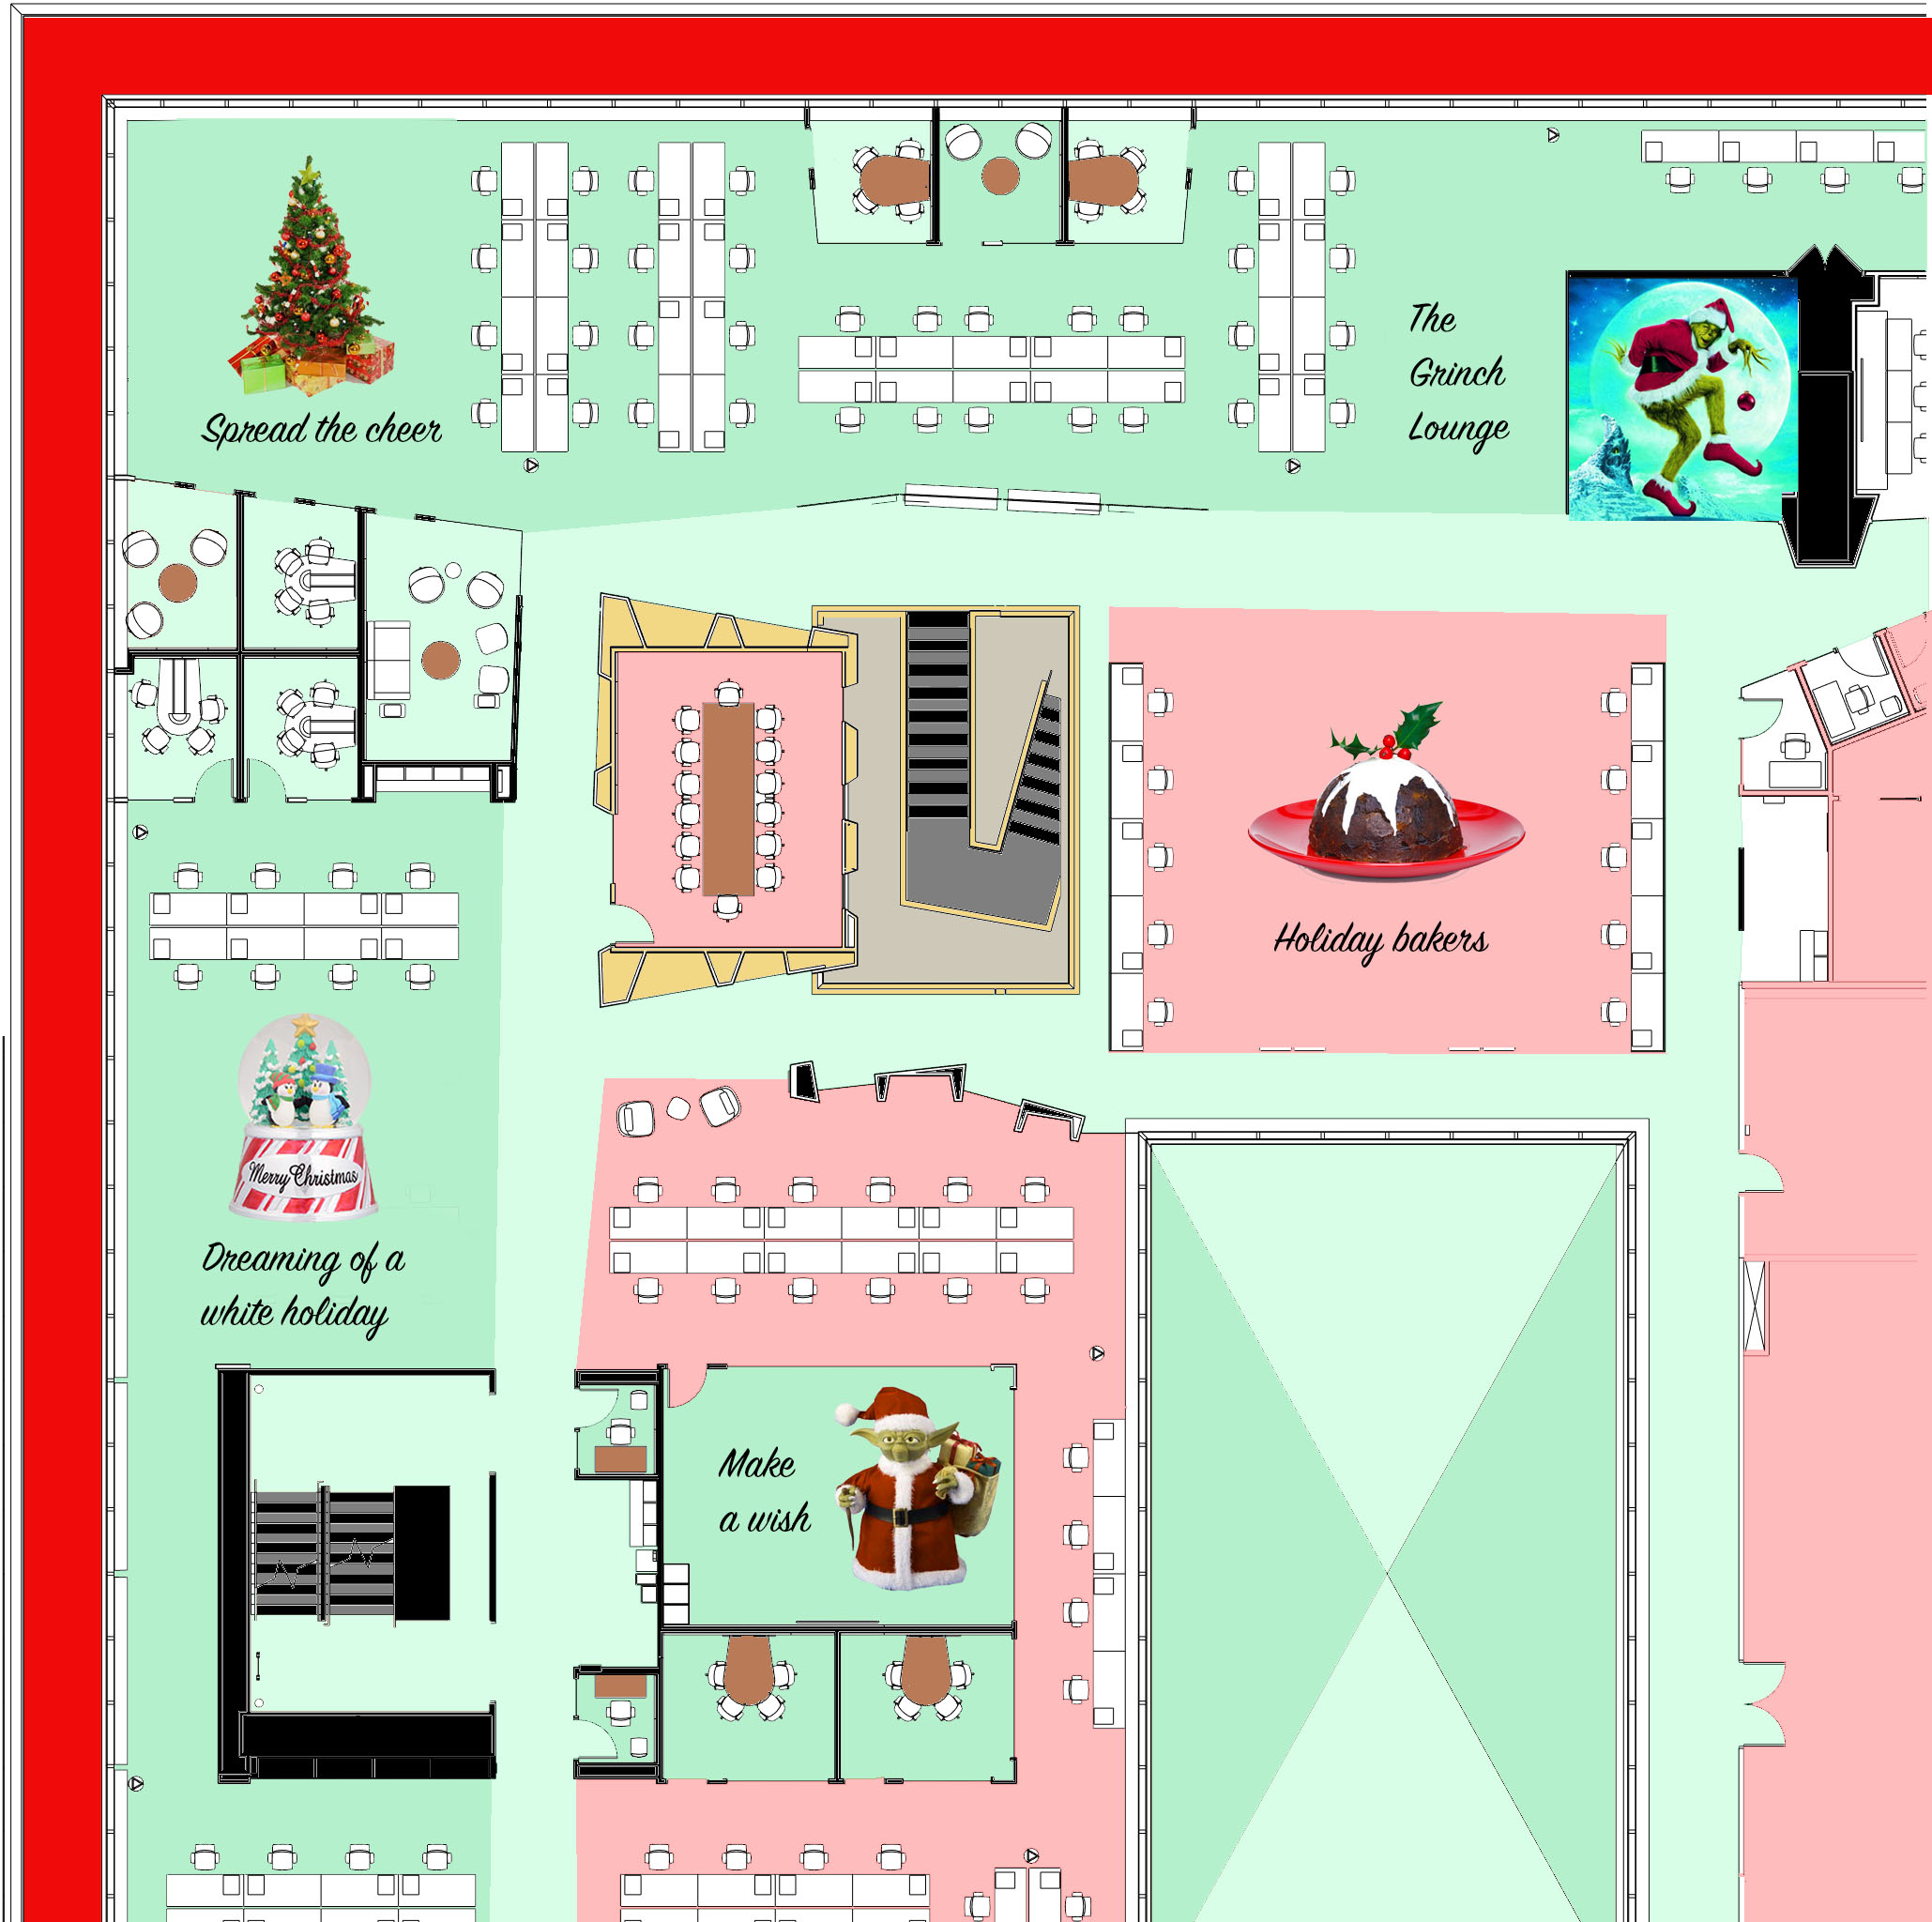 Spread the cheer
The
Grinch
Lounge
Holiday bakers
Merry Christmas
Dreaming of a
white holiday
Make
a wish